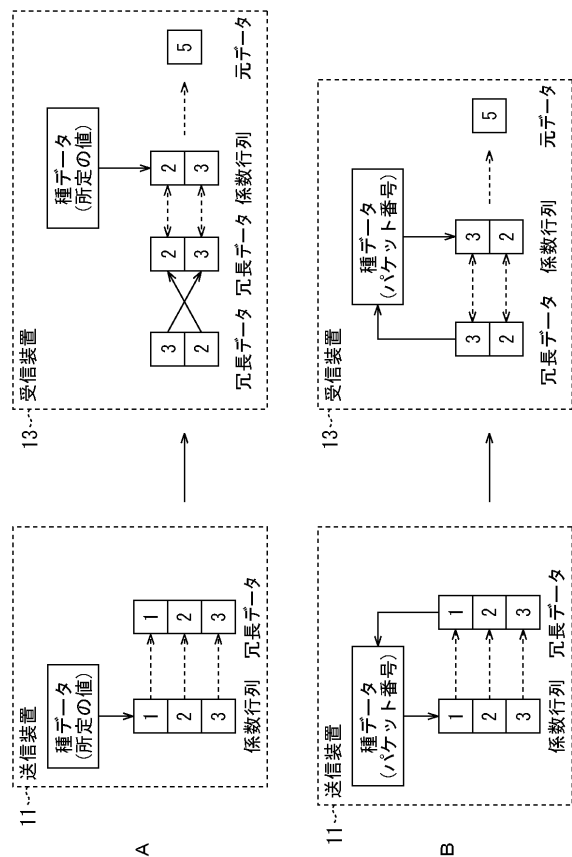 A
11
送信装置
種データ
(所定の値)
1
2
3
係数行列
1
2
3
冗長データ
13
受信装置
3
2
冗長データ
2
3
冗長データ
種データ
(所定の値)
2
3
係数行列
5
元データ
B
11
送信装置
種データ
(パケット番号)
1
2
3
係数行列
1
2
3
冗長データ
13
受信装置
種データ
(パケット番号)
3
2
冗長データ
3
2
係数行列
5
元データ